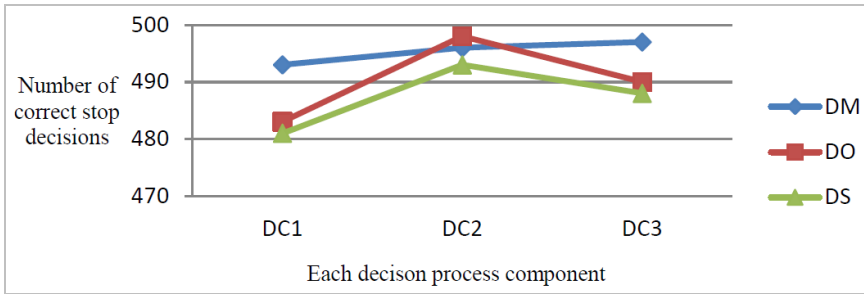 500
490
480
470
Number of
correct stop
decisions
DC1 DC2 DC3
Each decison process component
DM
DO
DS